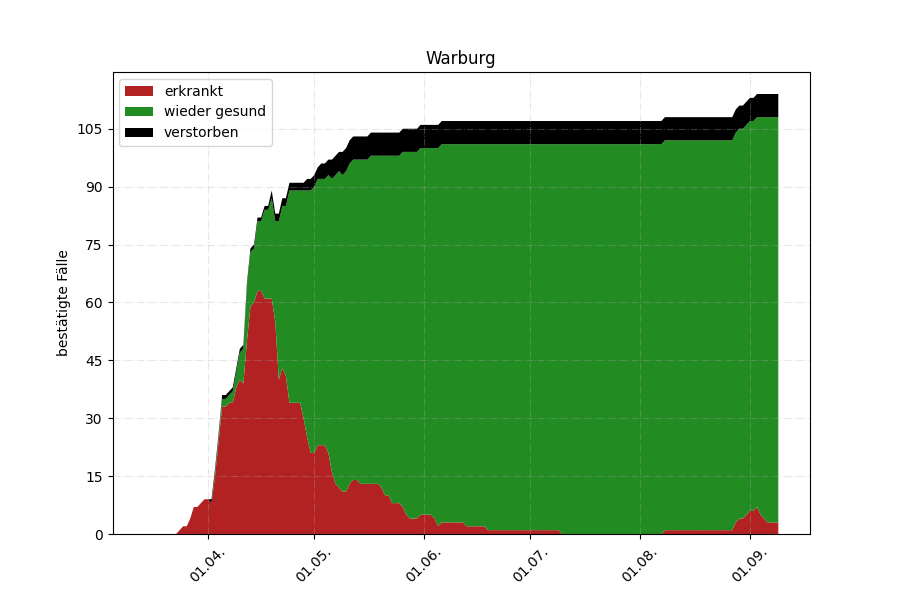 Warburg
erkrankt
wieder gesund
verstorben
bestätigte Fälle
105
90
75
60
45
30
15
0
01.04.
01.05.
01.06.
01.07.
01.08.
01.09.